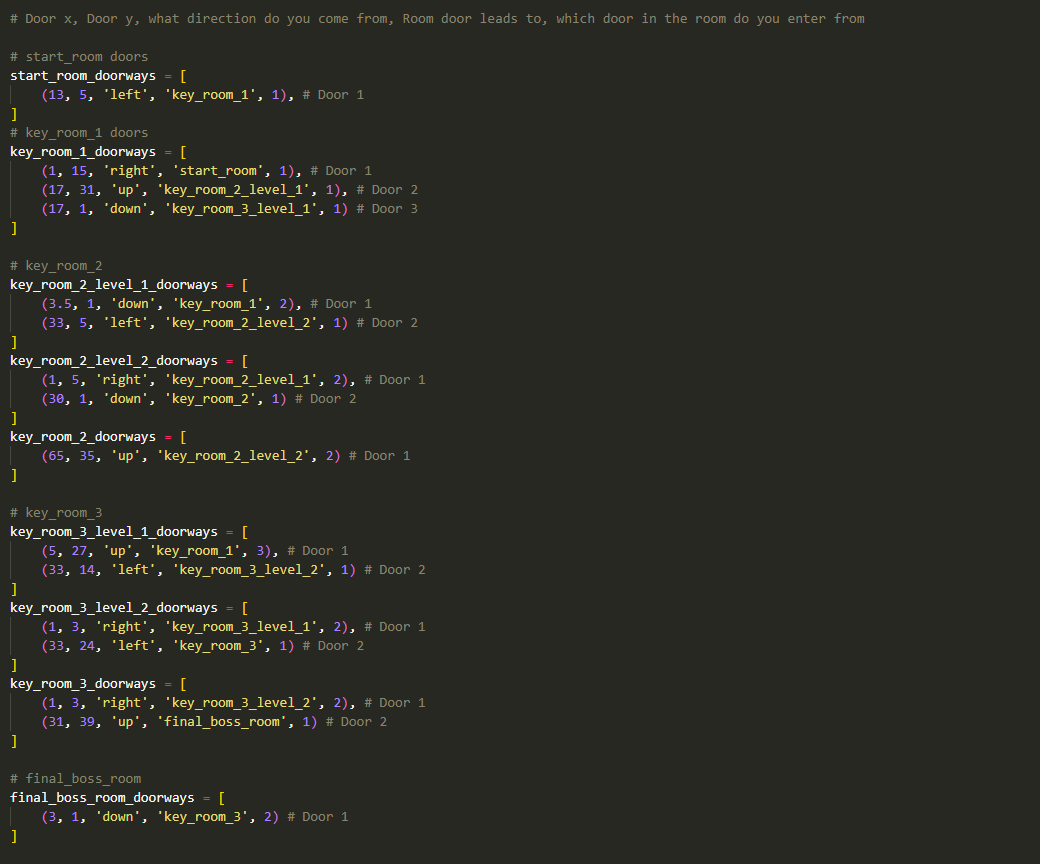 # Door x, Door y, what direction do you come from, Room door leads to, which door in the room do you enter from

# start_room doors
start_room_doorways = [
    (13, 5, 'left', 'key_room_1', 1), # Door 1
]
# key_room_1 doors
key_room_1_doorways = [
    (1, 15, 'right', 'start_room', 1), # Door 1
    (17, 31, 'up', 'key_room_2_level_1', 1), # Door 2
    (17, 1, 'down', 'key_room_3_level_1', 1) # Door 3
]

# key_room_2
key_room_2_level_1_doorways = [
    (3.5, 1, 'down', 'key_room_1', 2), # Door 1
    (33, 5, 'left', 'key_room_2_level_2', 1) # Door 2
]
key_room_2_level_2_doorways = [
    (1, 5, 'right', 'key_room_2_level_1', 2), # Door 1
    (30, 1, 'down', 'key_room_2', 1) # Door 2
]
key_room_2_doorways = [
    (65, 35, 'up', 'key_room_2_level_2', 2) # Door 1
]

# key_room_3
key_room_3_level_1_doorways = [
    (5, 27, 'up', 'key_room_1', 3), # Door 1
    (33, 14, 'left', 'key_room_3_level_2', 1) # Door 2
]
key_room_3_level_2_doorways = [
    (1, 3, 'right', 'key_room_3_level_1', 2), # Door 1
    (33, 24, 'left', 'key_room_3', 1) # Door 2
]
key_room_3_doorways = [
    (1, 3, 'right', 'key_room_3_level_2', 2), # Door 1
    (31, 39, 'up', 'final_boss_room', 1) # Door 2
]

# final_boss_room
final_boss_room_doorways = [
    (3, 1, 'down', 'key_room_3', 2) # Door 1
]